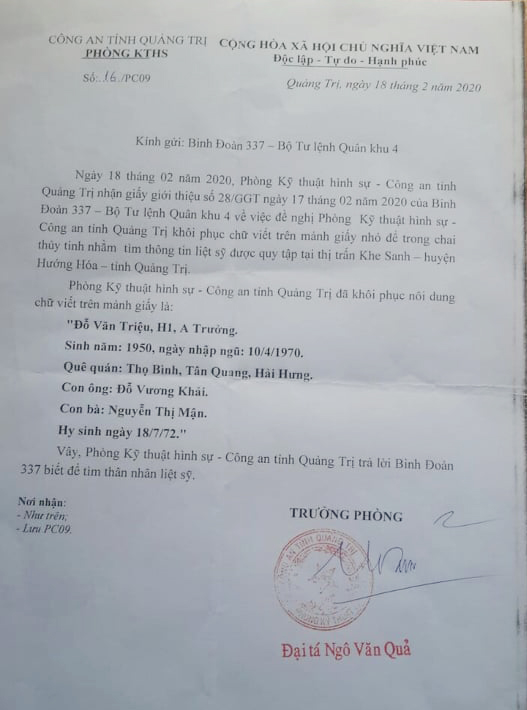 CÔNG AN TỈNH QUẢNG TRỊ
PHÒNG KTHS
Số: 16 /PC09
CỘNG HÒA XÃ HỘI CHỦ NGHĨA VIỆT NAM
Độc lập - Tự do - Hạnh phúc
Quảng Trị, ngày 18 tháng 2 năm 2020
Kính gửi: Binh Đoàn 337 – Bộ Tư lệnh Quân khu 4
Ngày 18 tháng 02 năm 2020, Phòng Kỹ thuật hình sự - Công an tỉnh
Quảng Trị nhận giấy giới thiệu số 28/GGT ngày 17 tháng 02 năm 2020 của Binh
Đoàn 337 – Bộ Tư lệnh Quân khu 4 về việc đề nghị Phòng Kỹ thuật hình sự -
Công an tỉnh Quảng Trị khôi phục chữ viết trên mảnh giấy nhỏ để trong chai
thủy tinh nhằm tìm thông tin liệt sỹ được quy tập tại thị trấn Khe Sanh – huyện
Hướng Hóa – tỉnh Quảng Trị.
Phòng Kỹ thuật hình sự - Công an tỉnh Quảng Trị đã khôi phục nội dung
chữ viết trên mảnh giấy là:
"Đỗ Văn Triệu, H1, A Trưởng.
Sinh năm: 1950, ngày nhập ngũ: 10/4/1970.
Quê quán: Thọ Bình, Tân Quang, Hải Hưng.
Con ông: Đỗ Vương Khải.
Con bà: Nguyễn Thị Mận.
Hy sinh ngày 18/7/72."
Vậy, Phòng Kỹ thuật hình sự - Công an tỉnh Quảng Trị trả lời Binh Đoàn
337 biết để tìm thân nhân liệt sỹ.
Nơi nhận:
- Như trên;
- Lưu PC09.
TRƯỞNG PHÒNG
CÔNG AN TỈNH QUẢNG TRỊ
PHÒNG KỸ THUẬT
Đại tá Ngô Văn Quả